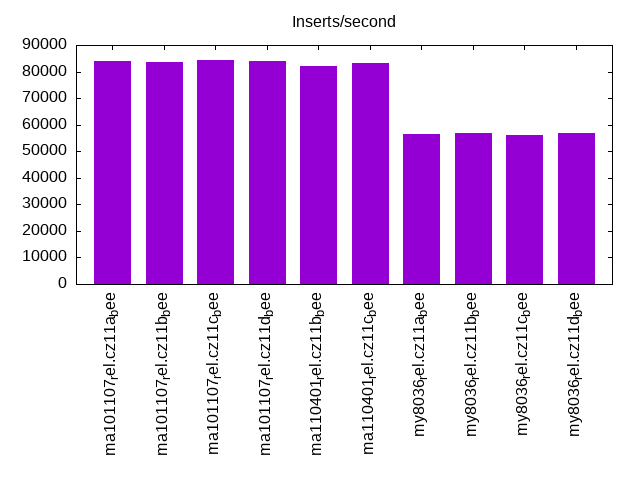 Inserts/second
90000
80000
70000
60000
50000
40000
30000
20000
10000
0
ma101107rel.cz11abee
ma101107rel.cz11bbee
ma101107rel.cz11cbee
ma101107rel.cz11dbee
ma110401rel.cz11bbee
ma110401rel.cz11cbee
my8036rel.cz11abee
my8036rel.cz11bbee
my8036rel.cz11cbee
my8036rel.cz11dbee